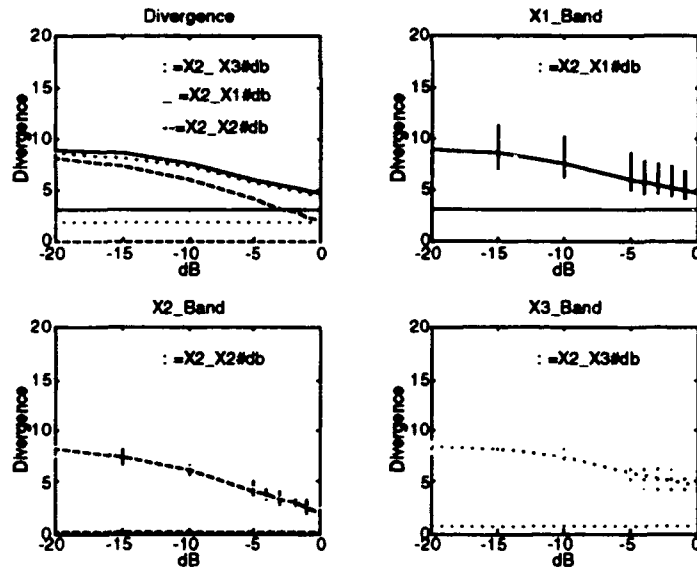 Divergence
20
15
10
5
0
Divergence
: =X2_ X3#db
_ =X2_X1#db
--=X2_X2#db
-20 -15 -10 -5 0
dB
X1_Band
20
15
10
5
0
Divergence
: =X2_X1#db
-20 -15 -10 -5 0
dB
X2_Band
20
15
10
5
0
Divergence
: =X2_X2#db
-20 -15 -10 -5 0
dB
X3_Band
20
15
10
5
0
Divergence
: =X2_X3#db
-20 -15 -10 -5 0
dB